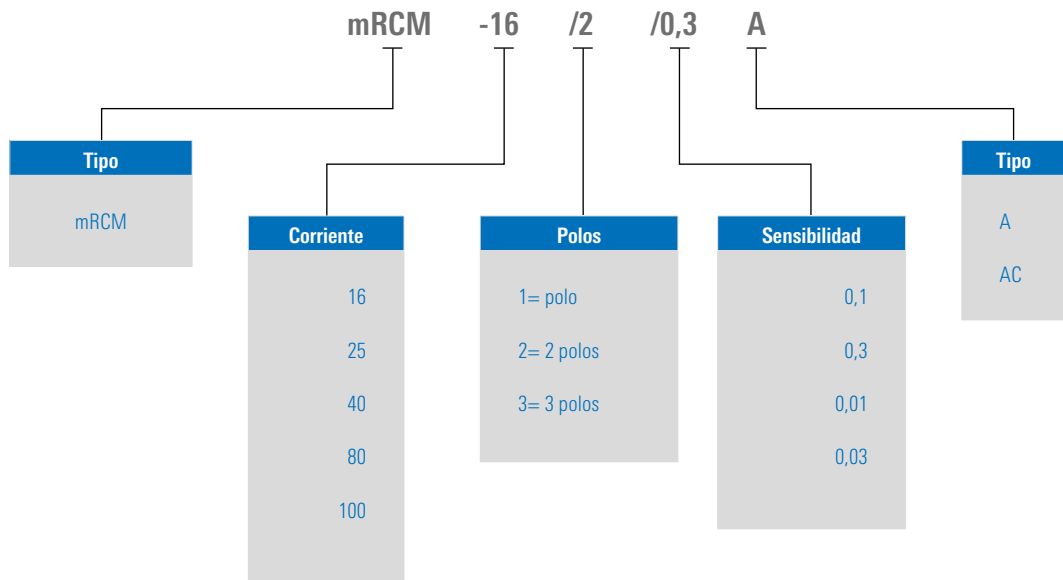 mRCM -16 /2 /0,3 A
Tipo
mRCM
Corriente
16
25
40
80
100
Polos
1= polo
2= 2 polos
3= 3 polos
Sensibilidad
0,1
0,3
0,01
0,03
Tipo
A
AC